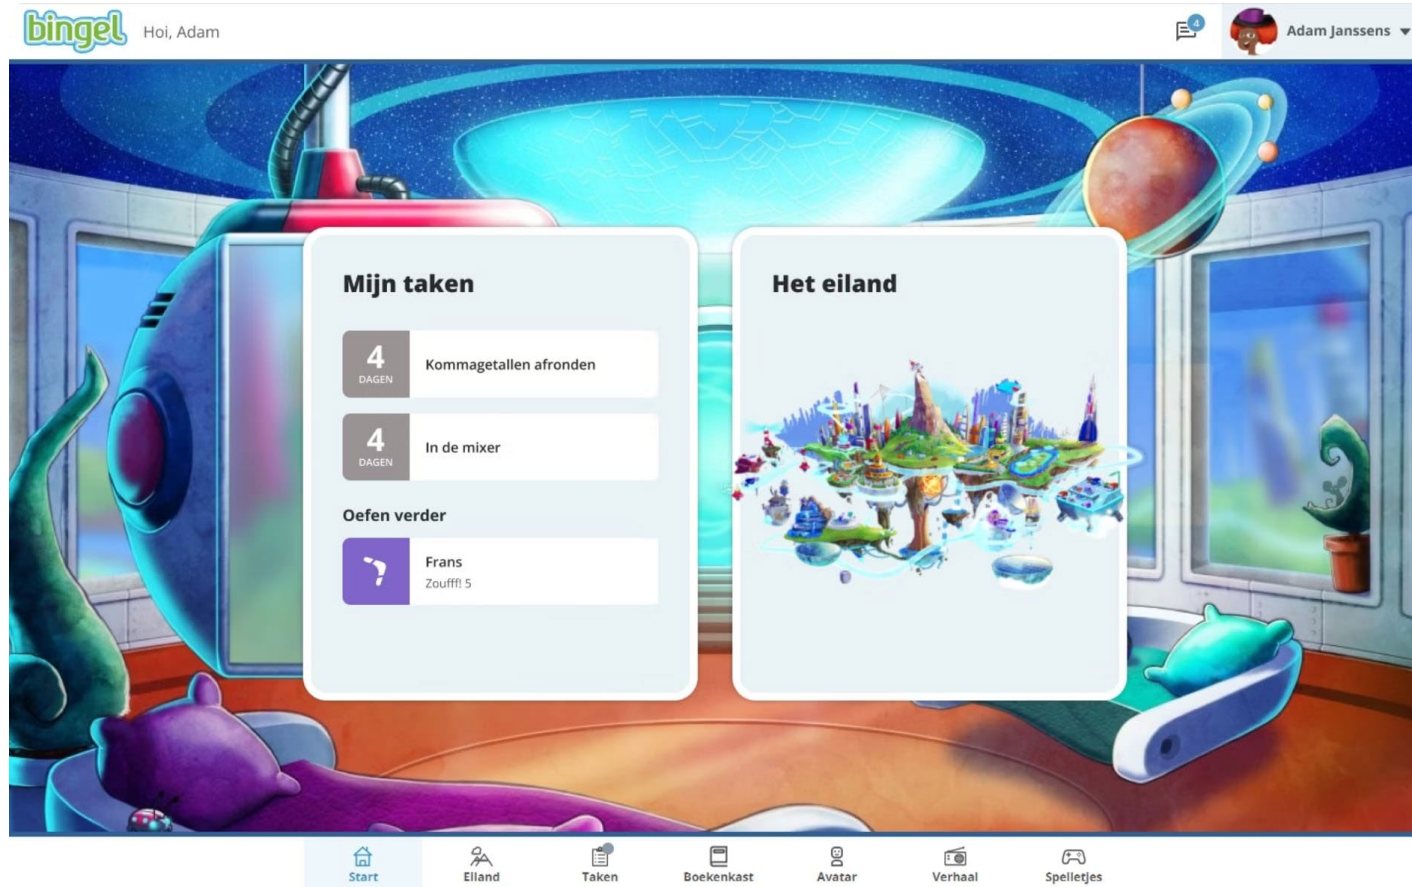 bingel
Hoi, Adam
4
Adam Janssens
Mijn taken
4
DAGEN
Kommagetallen afronden
4
DAGEN
In de mixer
Oefen verder
Frans
Zoufff! 5
Het eiland
Start
Eiland
Taken
Boekenkast
Avatar
Verhaal
Spelletjes